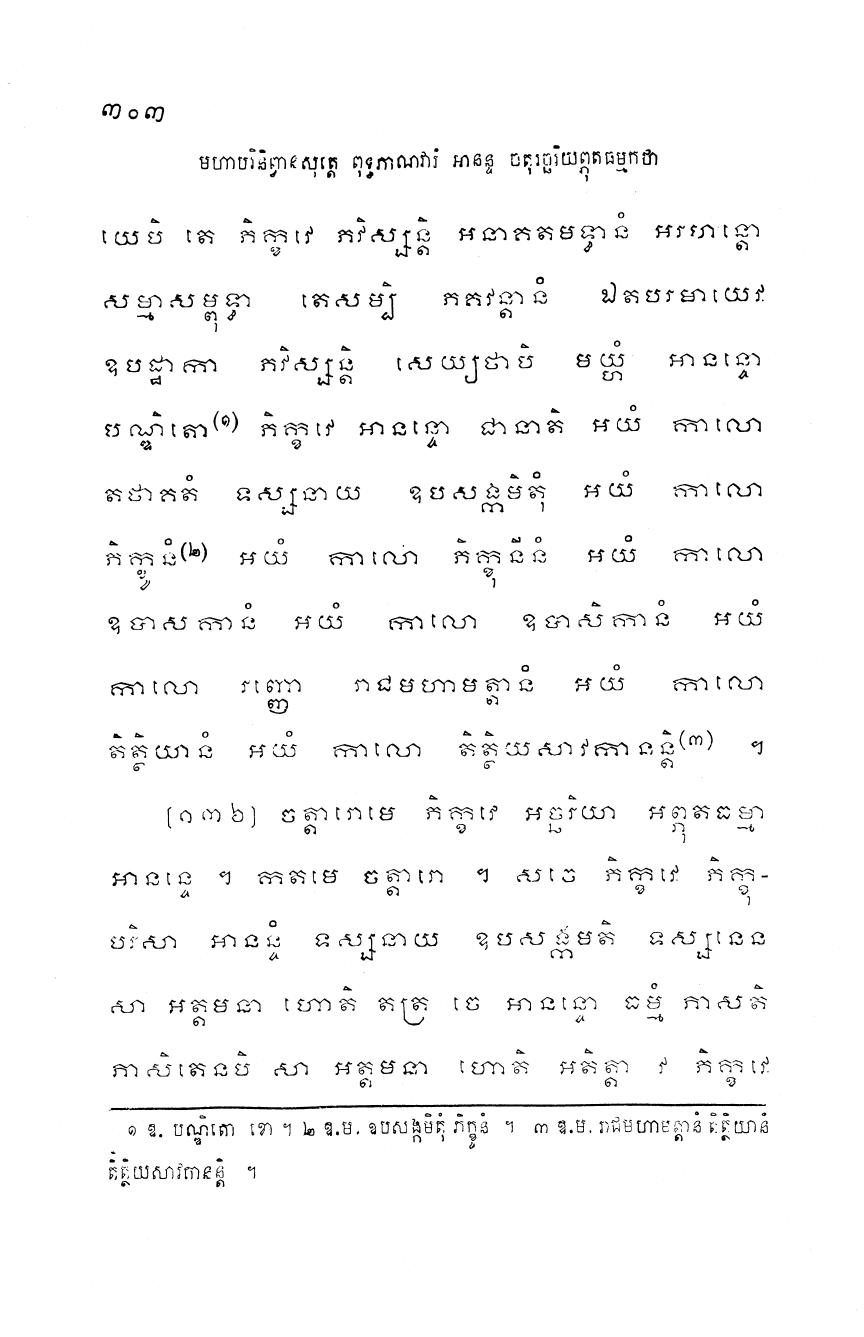 ៣០៣
មហាបរិនិព្វានសុត្តេ ពុទ្ធភាណវារំ អានន្ទ ចតុរច្ឆរិយព្ភុតធម្មកថា
យេបិ តេ ភិក្ខវេ ភវិស្សន្តិ អនាគតមទ្ធានំ អរហន្តោ
សម្មាសម្ពុទ្ធា តេសម្បិ ភគវន្តានំ ឯតបរមាយេវ
ឧបដ្ឋាកា ភវិស្សន្តិ សេយ្យថាបិ មយ្ហំ អានន្ទោ
បណ្ឌិតោ(១) ភិក្ខវេ អានន្ទោ ជានាតិ អយំ កាលោ
តថាគតំ ទស្សនាយ ឧបសង្កមិតុំ អយំ កាលោ
ភិក្ខូនំ(២) អយំ កាលោ ភិក្ខុនីនំ អយំ កាលោ
ឧបាសកានំ អយំ កាលោ ឧបាសិកានំ អយំ
កាលោ រញ្ញោ រាជមហាមត្តានំ អយំ កាលោ
តិត្ថិយានំ អយំ កាលោ តិត្ថិយសាវកានន្តិ(៣) ។
[១៣៦] ចត្តារោមេ ភិក្ខវេ អច្ឆរិយា អព្ភុតធម្មា
អានន្ទេ ។ កតមេ ចត្តារោ ។ សចេ ភិក្ខវេ ភិក្ខុ-
បរិសា អានន្ទំ ទស្សនាយ ឧបសង្កមតិ ទស្សនេន
សា អត្តមនា ហោតិ តត្រ ចេ អានន្ទោ ធម្មំ ភាសតិ
ភាសិតេនបិ សា អត្តមនា ហោតិ អតិត្តា វ ភិក្ខវេ
១ ឱ. បណ្ឌិតោ ខោ ។ ២ ឱ.ម. ឧបសង្កមិតុំ ភិក្ខូនំ ។ ៣ ឱ.ម. រាជមហាមត្តានំ តិត្ថិយានំ
តិត្ថិយសាវកានន្តិ ។